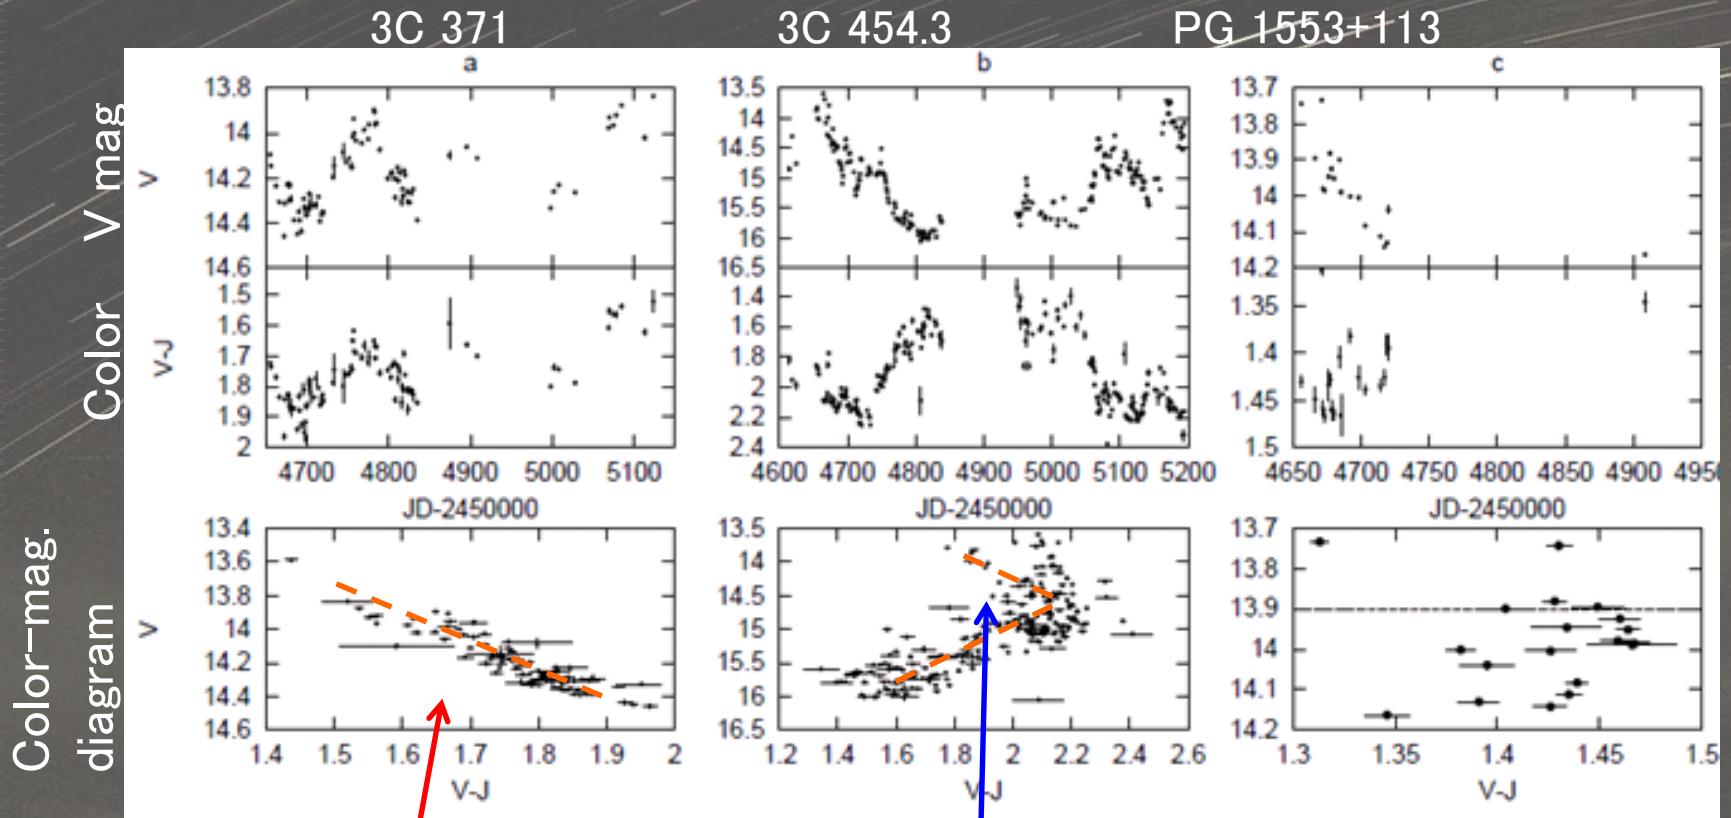 3C 371 3C 454.3 PG 1553+113
a b c
V mag
Color
Color-mag.
diagram
V
13.8
14
14.2
14.4
14.6
V-J
1.5
1.6
1.7
1.8
1.9
2
4700 4800 4900 5000 5100
JD-2450000
13.5
14
14.5
15
15.5
16
16.5
1.4
1.6
1.8
2
2.2
2.4
4600 4700 4800 4900 5000 5100 5200
JD-2450000
13.7
13.8
13.9
14
14.1
14.2
1.35
1.4
1.45
1.5
4650 4700 4750 4800 4850 4900 495
JD-2450000
V
13.4
13.6
13.8
14
14.2
14.4
14.6
1.4 1.5 1.6 1.7 1.8 1.9 2
V-J
13.5
14
14.5
15
15.5
16
16.5
1.2 1.4 1.6 1.8 2 2.2 2.4 2.6
V-J
13.7
13.8
13.9
14
14.1
14.2
1.3 1.35 1.4 1.45 1.5
V-J